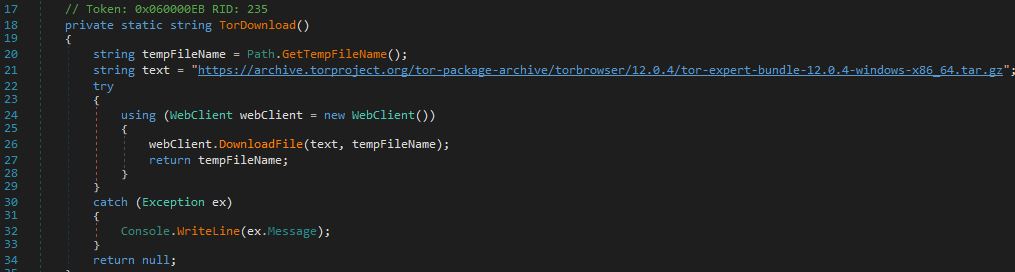 17 // Token: 0x060000EB RID: 235
18 private static string TorDownload()
19 {
20 string tempFileName = Path.GetTempFileName();
21 string text = "https://archive.torproject.org/tor-package-archive/torbrowser/12.0.4/tor-expert-bundle-12.0.4-windows-x86_64.tar.gz";
22 try
23 {
24 using (WebClient webClient = new WebClient())
25 {
26 webClient.DownloadFile(text, tempFileName);
27 return tempFileName;
28 }
29 }
30 catch (Exception ex)
31 {
32 Console.WriteLine(ex.Message);
33 }
34 return null;